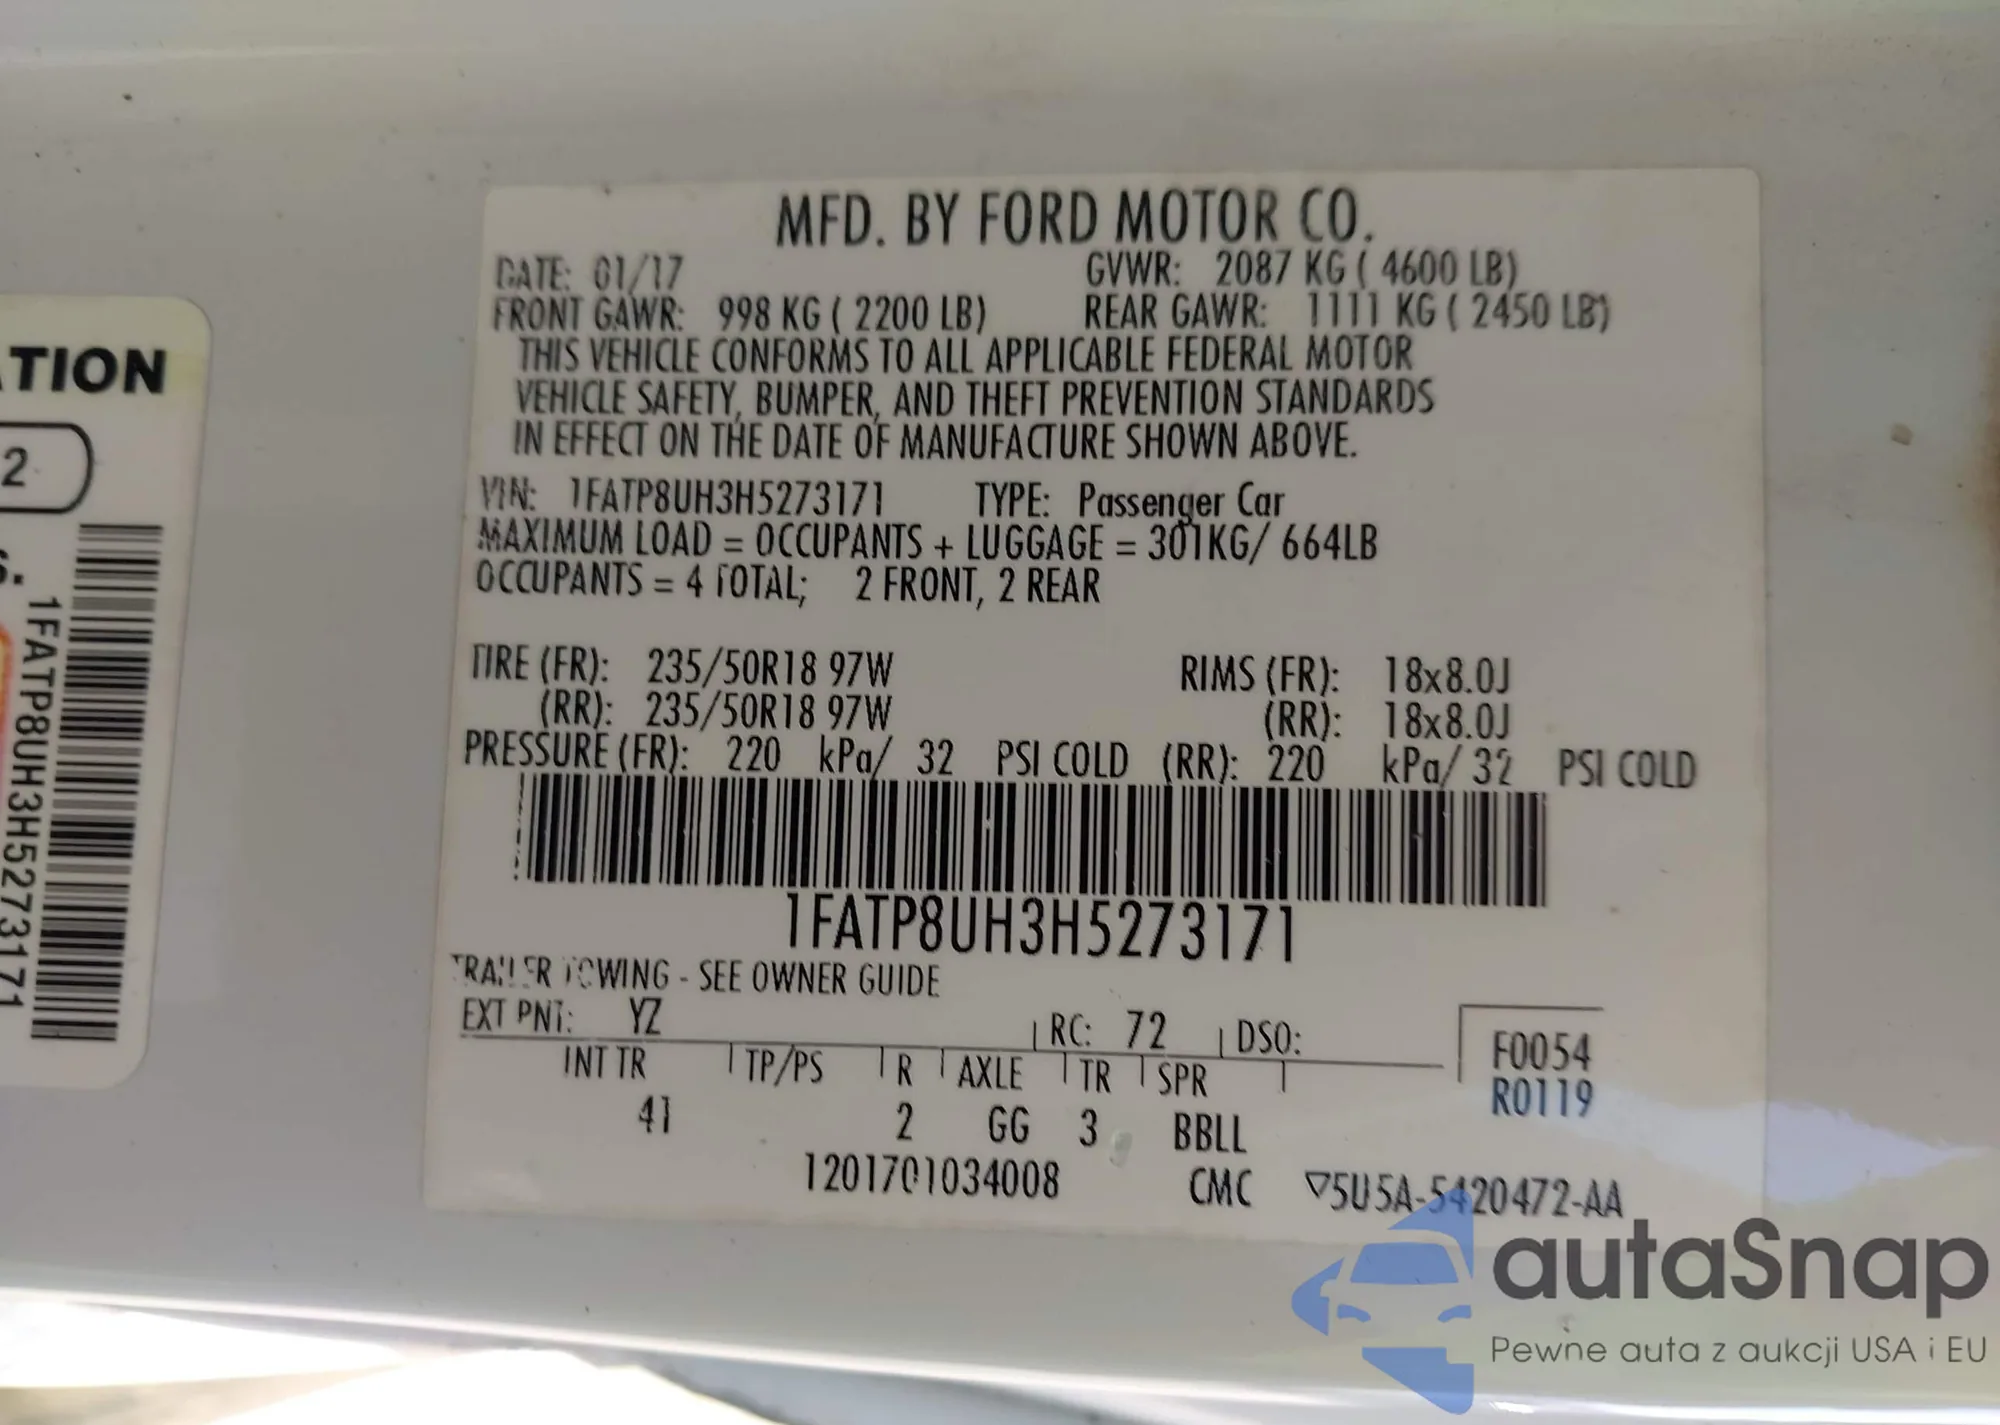 MFD. BY FORD MOTOR CO.
DATE: 01/17 GVWR: 2087 KG ( 4600 LB)
FRONT GAWR: 998 KG ( 2200 LB) REAR GAWR: 1111 KG ( 2450 LB)
THIS VEHICLE CONFORMS TO ALL APPLICABLE FEDERAL MOTOR
VEHICLE SAFETY, BUMPER, AND THEFT PREVENTION STANDARDS
IN EFFECT ON THE DATE OF MANUFACTURE SHOWN ABOVE.
VIN: 1FATP8UH3H5273171 TYPE: Passenger Car
MAXIMUM LOAD = OCCUPANTS + LUGGAGE = 301KG/ 664LB
OCCUPANTS = 4 TOTAL; 2 FRONT, 2 REAR
TIRE (FR): 235/50R18 97W RIMS (FR): 18x8.0J
(RR): 235/50R18 97W (RR): 18x8.0J
PRESSURE (FR): 220 kPa/ 32 PSI COLD (RR): 220 kPa/ 32 PSI COLD
1FATP8UH3H5273171
TRAILER TOWING - SEE OWNER GUIDE
EXT PNT: YZ RC: 72 DSO:
F0054
R0119
INT TR TP/PS R AXLE TR SPR
41 2 GG 3 BBLL
1201701034008 CMC ▽5U5A-5420472-AA
ATION
2
S.
1FATP8UH3H5273171
autaSnap
Pewne auta z aukcji USA i EU